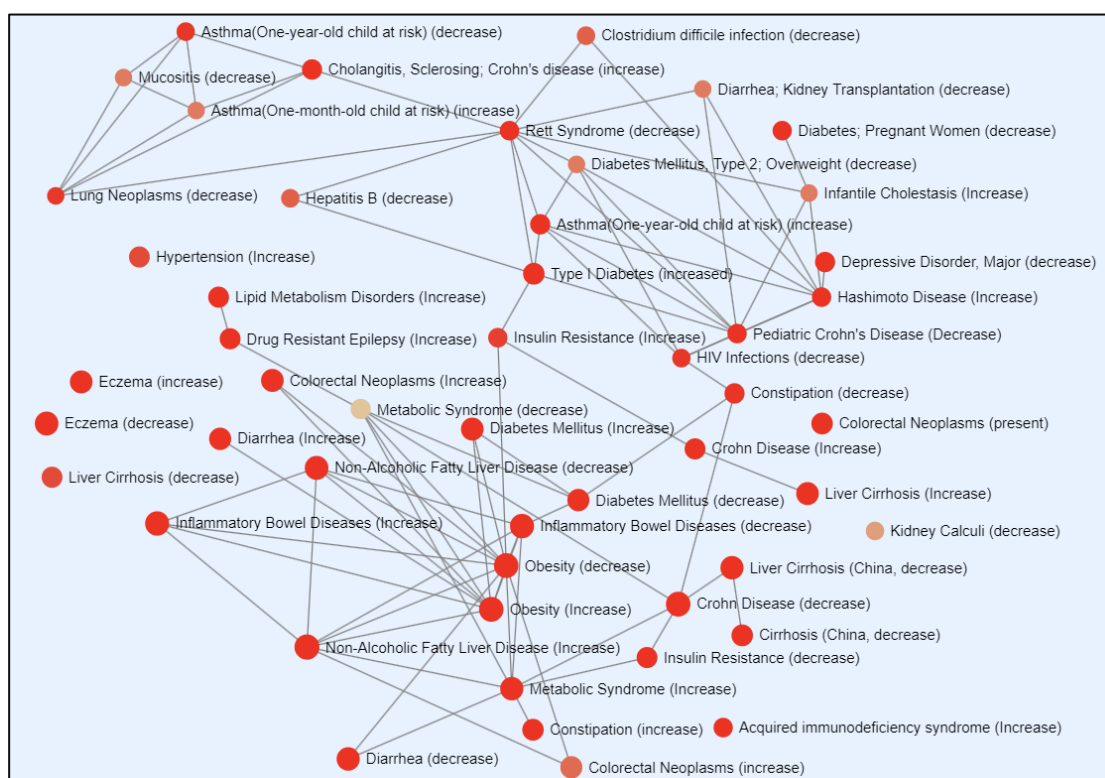 Asthma(One-year-old child at risk) (decrease)
Clostridium difficile infection (decrease)
Mucositis (decrease)
Cholangitis, Sclerosing; Crohn's disease (increase)
Diarrhea; Kidney Transplantation (decrease)
Asthma(One-month-old child at risk) (increase)
Rett Syndrome (decrease)
Diabetes; Pregnant Women (decrease)
Diabetes Mellitus, Type 2; Overweight (decrease)
Lung Neoplasms (decrease)
Hepatitis B (decrease)
Infantile Cholestasis (Increase)
Asthma(One-year-old child at risk) (increase)
Hypertension (Increase)
Type I Diabetes (increased)
Depressive Disorder, Major (decrease)
Lipid Metabolism Disorders (Increase)
Hashimoto Disease (Increase)
Drug Resistant Epilepsy (Increase)
Insulin Resistance (Increase)
Pediatric Crohn's Disease (Decrease)
HIV Infections (decrease)
Eczema (increase)
Colorectal Neoplasms (Increase)
Constipation (decrease)
Metabolic Syndrome (decrease)
Eczema (decrease)
Diabetes Mellitus (Increase)
Colorectal Neoplasms (present)
Diarrhea (Increase)
Crohn Disease (Increase)
Liver Cirrhosis (decrease)
Non-Alcoholic Fatty Liver Disease (decrease)
Liver Cirrhosis (Increase)
Diabetes Mellitus (decrease)
Inflammatory Bowel Diseases (Increase)
Inflammatory Bowel Diseases (decrease)
Kidney Calculi (decrease)
Obesity (decrease)
Liver Cirrhosis (China, decrease)
Obesity (Increase)
Crohn Disease (decrease)
Cirrhosis (China, decrease)
Non-Alcoholic Fatty Liver Disease (Increase)
Insulin Resistance (decrease)
Metabolic Syndrome (Increase)
Constipation (increase)
Acquired immunodeficiency syndrome (Increase)
Diarrhea (decrease)
Colorectal Neoplasms (increase)